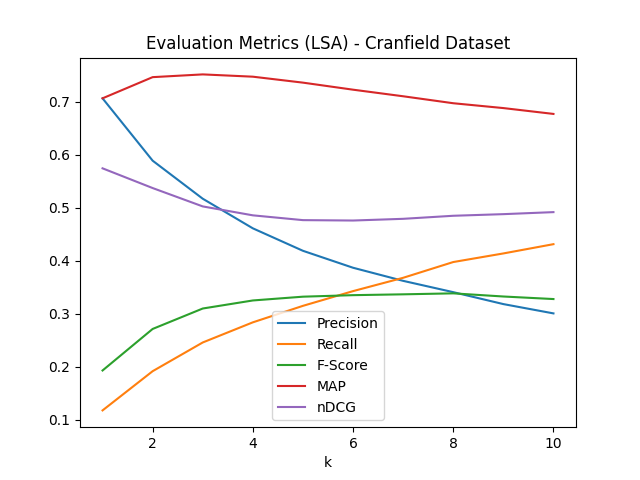 Evaluation Metrics (LSA) - Cranfield Dataset
0.7
0.6
0.5
0.4
0.3
0.2
0.1
Precision
Recall
F-Score
MAP
nDCG
2 4 6 8 10
k